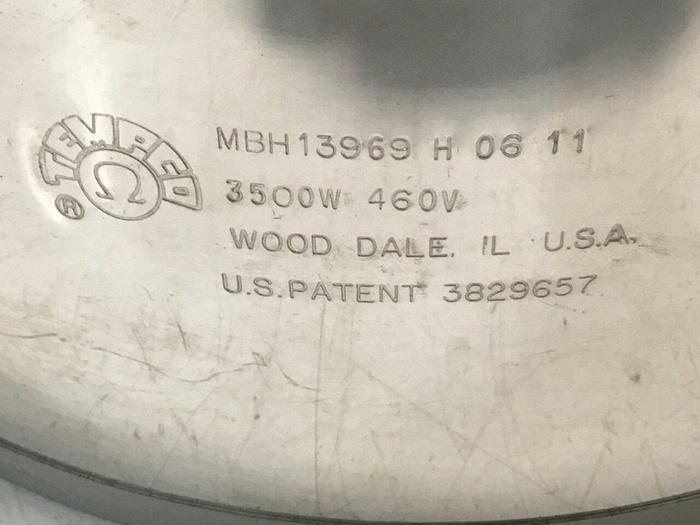 TEMPCO
Ω
®
MBH13969 H 06 11
3500W 460V
WOOD DALE, IL U.S.A.
U.S. PATENT 3829657